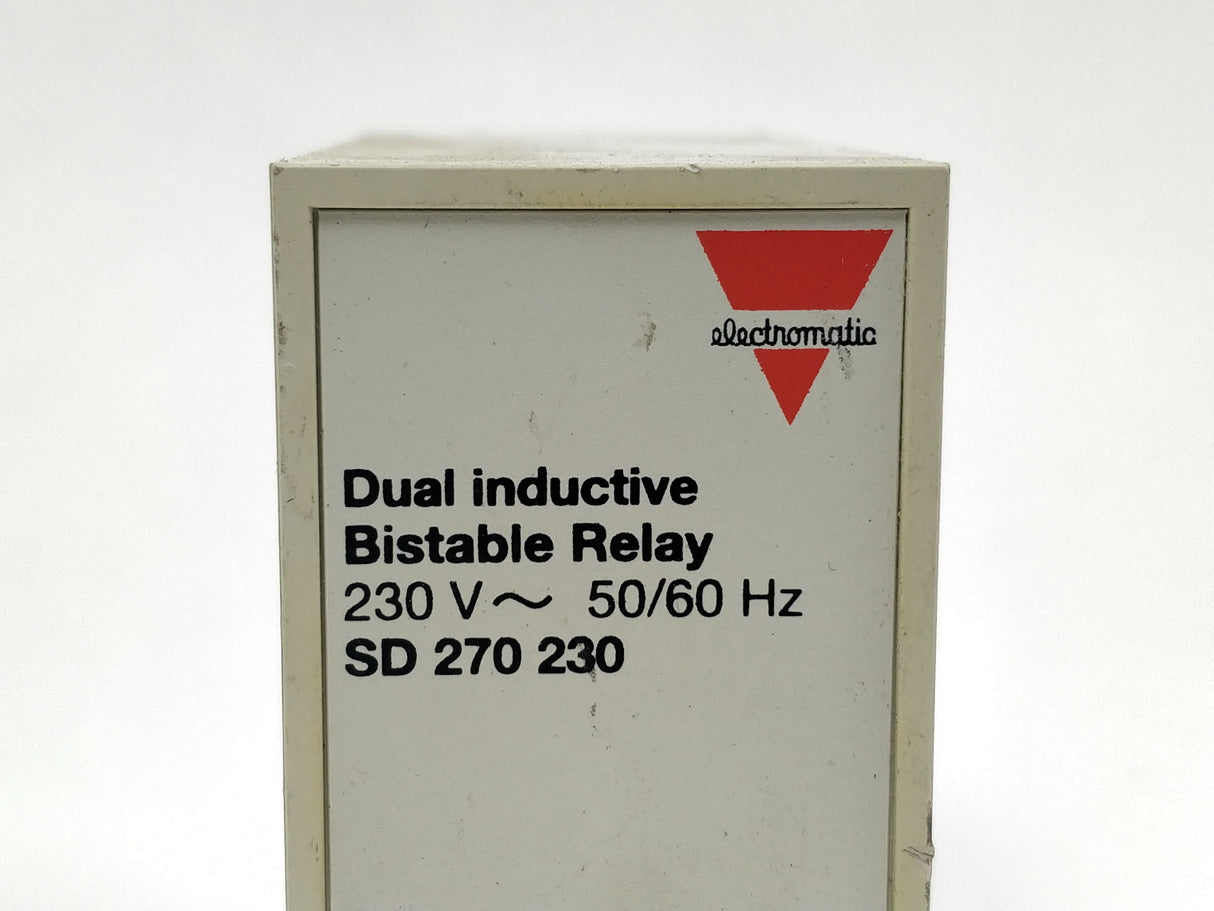 electromatic
Dual inductive
Bistable Relay
230 V~ 50/60 Hz
SD 270 230